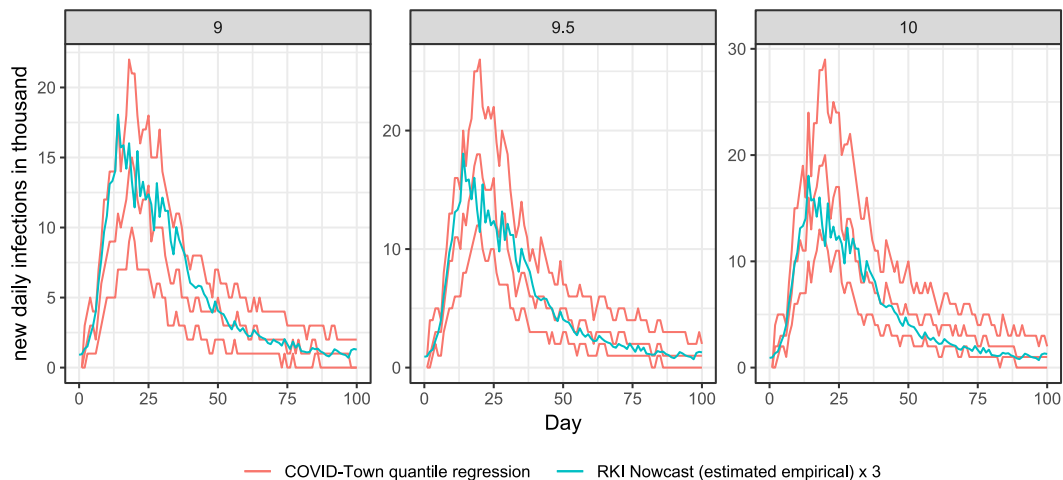 9
9.5
10
new daily infections in thousand
20
15
10
5
0
20
10
0
30
20
10
0
0 25 50 75 100
0 25 50 75 100
0 25 50 75 100
Day
COVID-Town quantile regression
RKI Nowcast (estimated empirical) x 3